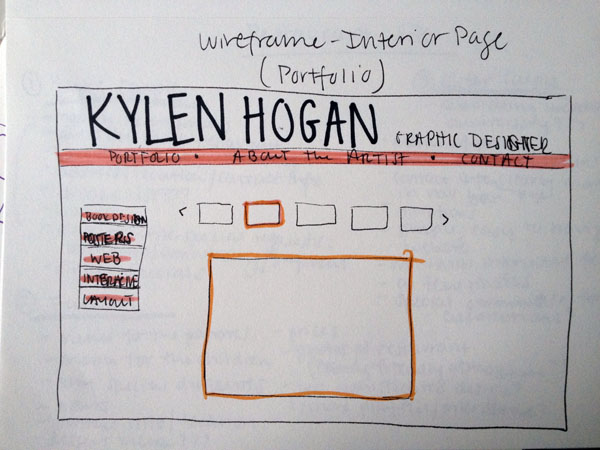 Wireframe - Interior Page
(Portfolio)
KYLEN HOGAN GRAPHIC DESIGNER
PORTFOLIO • ABOUT the ARTIST • CONTACT
BOOK DESIGN
POSTERS
WEB
INTERACTIVE
LAYOUT